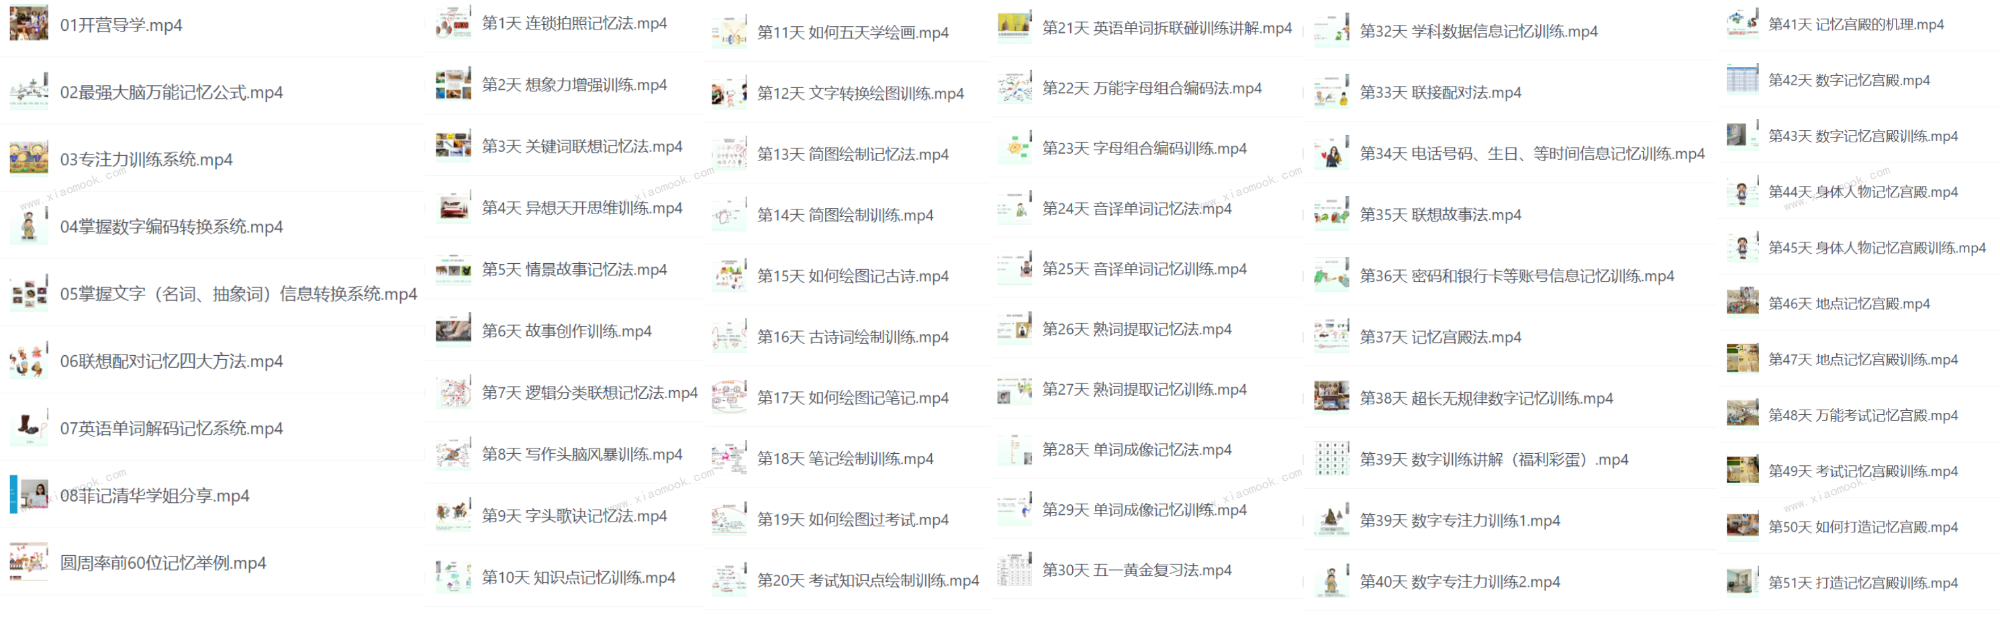 01开营导学.mp4
02最强大脑万能记忆公式.mp4
03专注力训练系统.mp4
www.xiaomook.com
04掌握数字编码转换系统.mp4
05掌握文字（名词、抽象词）信息转换系统.mp4
06联想配对记忆四大方法.mp4
07英语单词解码记忆系统.mp4
08菲记清华学姐分享.mp4
圆周率前60位记忆举例.mp4
第1天 连锁拍照记忆法.mp4
第2天 想象力增强训练.mp4
第3天 关键词联想记忆法.mp4
第4天 异想天开思维训练.mp4
www.xiaomook.com
第5天 情景故事记忆法.mp4
第6天 故事创作训练.mp4
第7天 逻辑分类联想记忆法.mp4
第8天 写作头脑风暴训练.mp4
第9天 字头歌诀记忆法.mp4
www.xiaomook.com
第10天 知识点记忆训练.mp4
第11天 如何五天学绘画.mp4
第12天 文字转换绘图训练.mp4
第13天 简图绘制记忆法.mp4
第14天 简图绘制训练.mp4
第15天 如何绘图记古诗.mp4
第16天 古诗词绘制训练.mp4
第17天 如何绘图记笔记.mp4
第18天 笔记绘制训练.mp4
第19天 如何绘图过考试.mp4
第20天 考试知识点绘制训练.mp4
第21天 英语单词拆联碰训练讲解.mp4
第22天 万能字母组合编码法.mp4
第23天 字母组合编码训练.mp4
第24天 音译单词记忆法.mp4
www.xiaomook.com
第25天 音译单词记忆训练.mp4
第26天 熟词提取记忆法.mp4
第27天 熟词提取记忆训练.mp4
第28天 单词成像记忆法.mp4
第29天 单词成像记忆训练.mp4
www.xiaomook.com
第30天 五一黄金复习法.mp4
第32天 学科数据信息记忆训练.mp4
第33天 联接配对法.mp4
第34天 电话号码、生日、等时间信息记忆训练.mp4
第35天 联想故事法.mp4
第36天 密码和银行卡等账号信息记忆训练.mp4
第37天 记忆宫殿法.mp4
第38天 超长无规律数字记忆训练.mp4
第39天 数字训练讲解（福利彩蛋）.mp4
第39天 数字专注力训练1.mp4
第40天 数字专注力训练2.mp4
第41天 记忆宫殿的机理.mp4
第42天 数字记忆宫殿.mp4
第43天 数字记忆宫殿训练.mp4
第44天 身体人物记忆宫殿.mp4
www.xiaomook.com
第45天 身体人物记忆宫殿训练.mp4
第46天 地点记忆宫殿.mp4
第47天 地点记忆宫殿训练.mp4
第48天 万能考试记忆宫殿.mp4
第49天 考试记忆宫殿训练.mp4
www.xiaomook.com
第50天 如何打造记忆宫殿.mp4
第51天 打造记忆宫殿训练.mp4